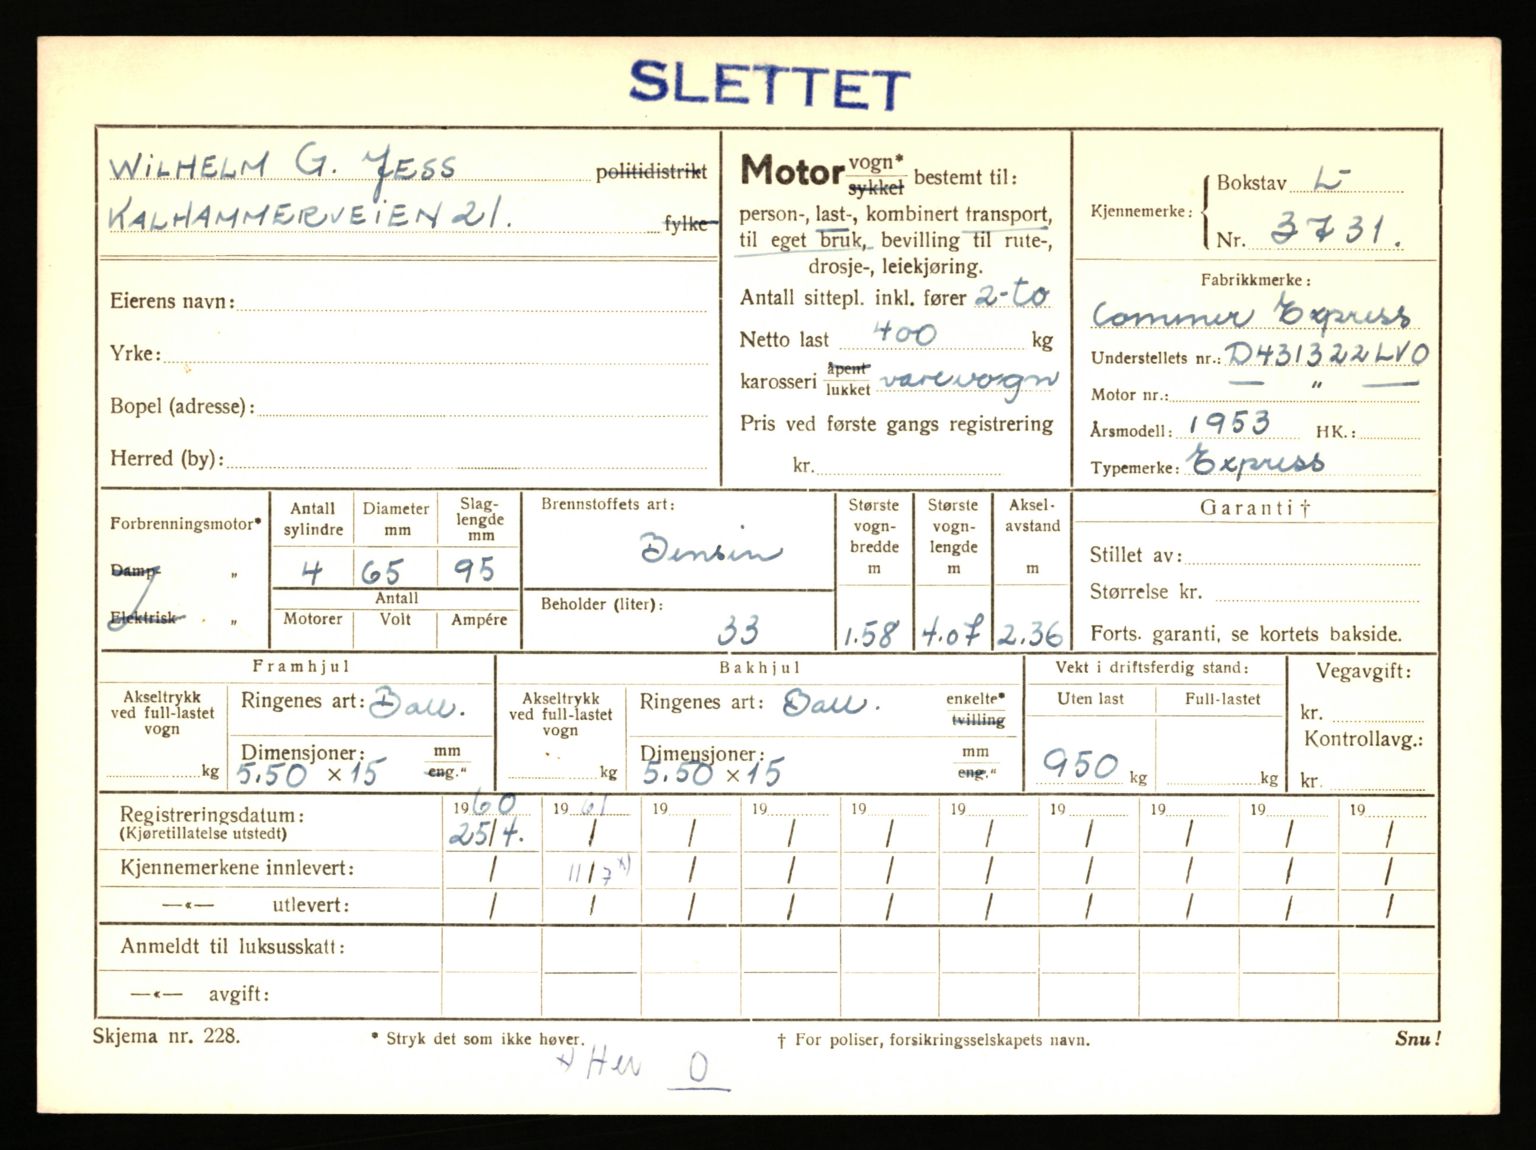 SLETTET
WILHELM G. JESS politidistrikt
KALHAMMERVEIEN 21. fylke
Eierens navn:
Yrke:
Bopel (adresse):
Herred (by):
Motor vogn* sykkel bestemt til:
person-, last-, kombinert transport,
til eget bruk, bevilling til rute-,
drosje-, leiekjøring.
Antall sittepl. inkl. fører 2-to
Netto last 400 kg
karosseri åpent lukket varevogn
Pris ved første gangs registrering
kr.
Kjennemerke: Bokstav L
Nr. 3731.
Fabrikkmerke:
Commer Express
Understellets nr.: D431322LVO
Motor nr.: — " —
Årsmodell: 1953 HK.:
Typemerke: Express
Forbrenningsmotor*
Damp „
Elektrisk „
Antall sylindre
Diameter mm
Slaglengde mm
4 65 95
Antall
Motorer Volt Ampére
Brennstoffets art:
Bensin
Beholder (liter):
33
Største vognbredde m
1.58
Største vognlengde m
4.07
Akselavstand m
2.36
Garanti †
Stillet av:
Størrelse kr.
Forts. garanti, se kortets bakside.
Framhjul
Akseltrykk ved full-lastet vogn
kg
Ringenes art: Ball.
Dimensjoner: mm eng.“
5.50 × 15
Bakhjul
Akseltrykk ved full-lastet vogn
kg
Ringenes art: Ball. enkelte* tvilling
Dimensjoner: mm eng.“
5.50 × 15
Vekt i driftsferdig stand:
Uten last Full-lastet
950 kg kg
Vegavgift:
kr.
Kontrollavg.:
kr.
Registreringsdatum: 1960 1961 19 19 19 19 19 19 19 19
(Kjøretillatelse utstedt) 25/4. / / / / / / / / /
Kjennemerkene innlevert: / 11/7 x) / / / / / / / /
—«— utlevert: / / / / / / / / / /
Anmeldt til luksusskatt:
—«— avgift:
Skjema nr. 228. * Stryk det som ikke høver. † For poliser, forsikringsselskapets navn. Snu!
x) Her 0